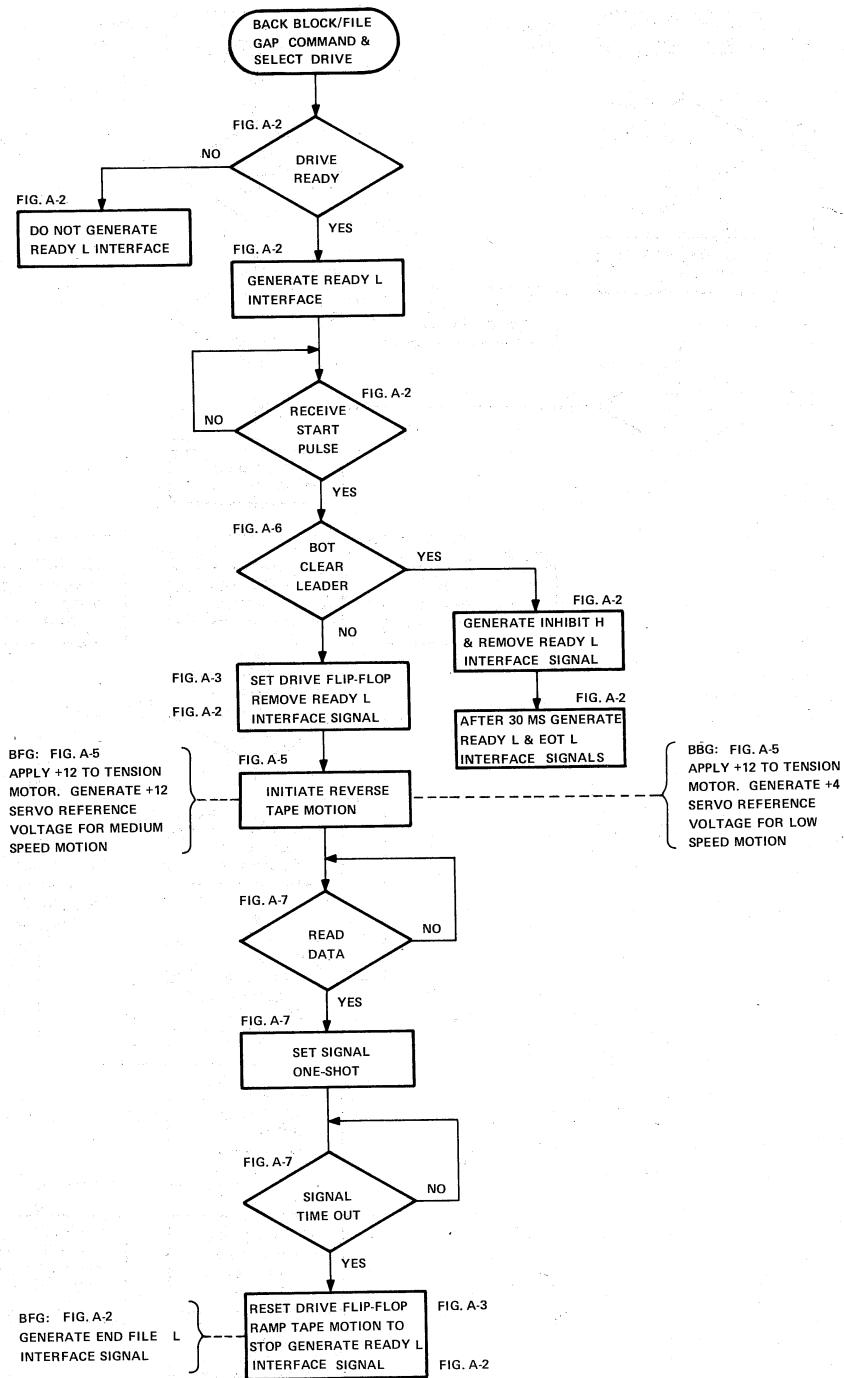 BACK BLOCK/FILE
GAP COMMAND &
SELECT DRIVE
FIG. A-2
DRIVE
READY
NO
YES
FIG. A-2
DO NOT GENERATE
READY L INTERFACE
FIG. A-2
GENERATE READY L
INTERFACE
FIG. A-2
RECEIVE
START
PULSE
NO
YES
FIG. A-6
BOT
CLEAR
LEADER
YES
NO
FIG. A-2
GENERATE INHIBIT H
& REMOVE READY L
INTERFACE SIGNAL
FIG. A-2
AFTER 30 MS GENERATE
READY L & EOT L
INTERFACE SIGNALS
FIG. A-3
FIG. A-2
SET DRIVE FLIP-FLOP
REMOVE READY L
INTERFACE SIGNAL
BFG: FIG. A-5
APPLY +12 TO TENSION
MOTOR. GENERATE +12
SERVO REFERENCE
VOLTAGE FOR MEDIUM
SPEED MOTION
FIG. A-5
INITIATE REVERSE
TAPE MOTION
BBG: FIG. A-5
APPLY +12 TO TENSION
MOTOR. GENERATE +4
SERVO REFERENCE
VOLTAGE FOR LOW
SPEED MOTION
FIG. A-7
READ
DATA
NO
YES
FIG. A-7
SET SIGNAL
ONE-SHOT
FIG. A-7
SIGNAL
TIME OUT
NO
YES
BFG: FIG. A-2
GENERATE END FILE L
INTERFACE SIGNAL
RESET DRIVE FLIP-FLOP
RAMP TAPE MOTION TO
STOP GENERATE READY L
INTERFACE SIGNAL
FIG. A-3
FIG. A-2